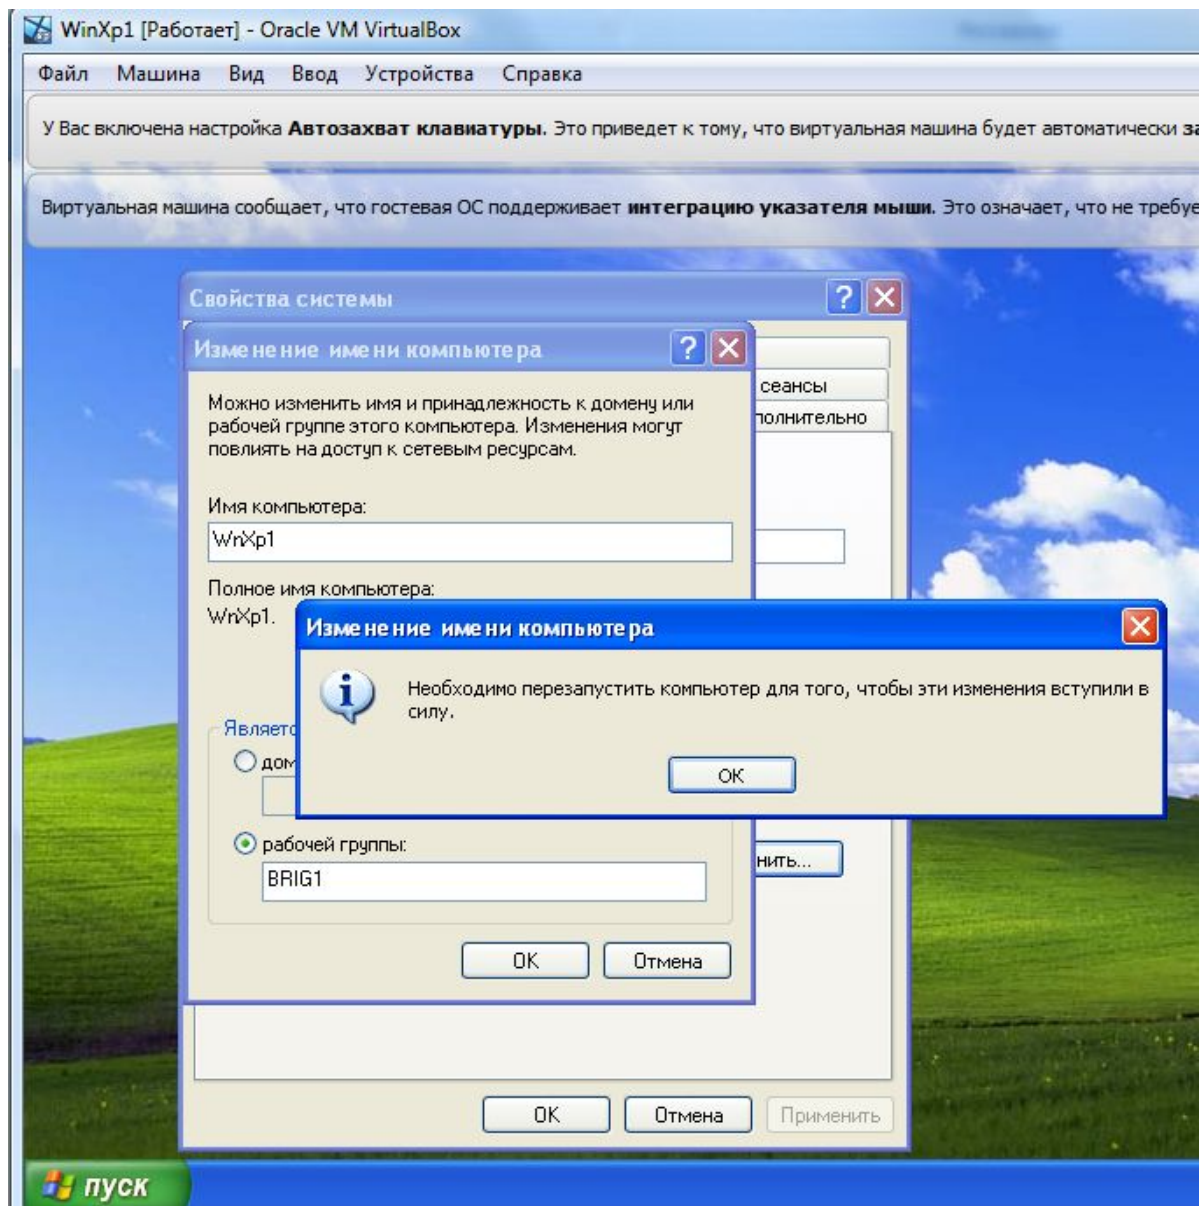 WinXp1 [Работает] - Oracle VM VirtualBox
Файл Машина Вид Ввод Устройства Справка
У Вас включена настройка Автозахват клавиатуры. Это приведет к тому, что виртуальная машина будет автоматически
Виртуальная машина сообщает, что гостевая ОС поддерживает интеграцию указателя мыши. Это означает, что не
Свойства системы
Изменение имени компьютера
сеансы
Можно изменить имя и принадлежность к домену или
рабочей группе этого компьютера. Изменения могут
повлиять на доступ к сетевым ресурсам.
Имя компьютера:
WnXp1
Полное имя компьютера:
WnXp1.
Изменение имени компьютера
Необходимо перезапустить компьютер для того, чтобы эти изменения вступили в
силу.
OK
рабочей группы:
BRIG1
OK Отмена
OK Отмена Применить
пуск